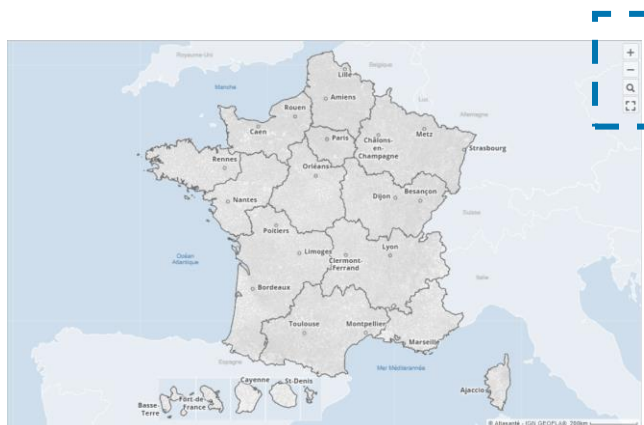 Royaume-Uni
Belgique
Lille
Manche
Amiens
Lux.
Rouen
Allemagne
Caen
Paris
Châlons-
en-
Champagne
Metz
Strasbourg
Rennes
Orléans
Dijon
Besançon
Nantes
Suisse
Poitiers
Océan
Atlantique
Limoges
Clermont-
Ferrand
Lyon
Italie
Bordeaux
Toulouse
Montpellier
Marseille
Espagne
Mer Méditerranée
Cayenne
St-Denis
Ajaccio
Basse-
Terre
Fort-de-
France
© Atlasanté - IGN GEOFLAB 200km